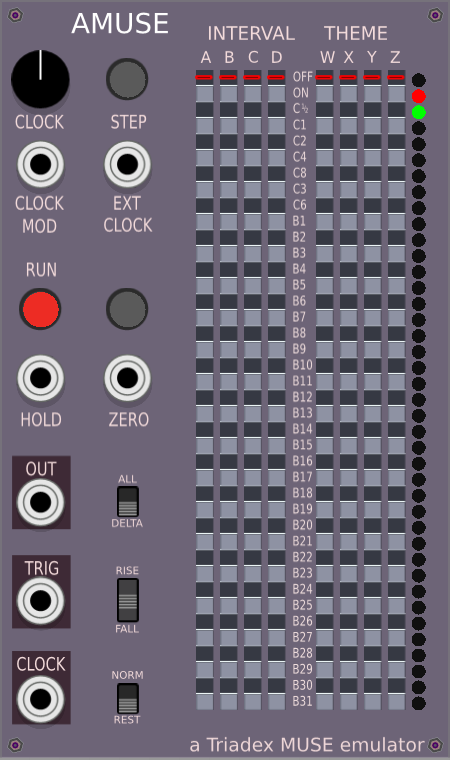 AMUSE
INTERVAL THEME
A B C D W X Y Z
CLOCK STEP
CLOCK MOD
EXT CLOCK
RUN
HOLD ZERO
OUT
ALL
DELTA
TRIG
RISE
FALL
CLOCK
NORM
REST
OFF
ON
C½
C1
C2
C4
C8
C3
C6
B1
B2
B3
B4
B5
B6
B7
B8
B9
B10
B11
B12
B13
B14
B15
B16
B17
B18
B19
B20
B21
B22
B23
B24
B25
B26
B27
B28
B29
B30
B31
a Triadex MUSE emulator